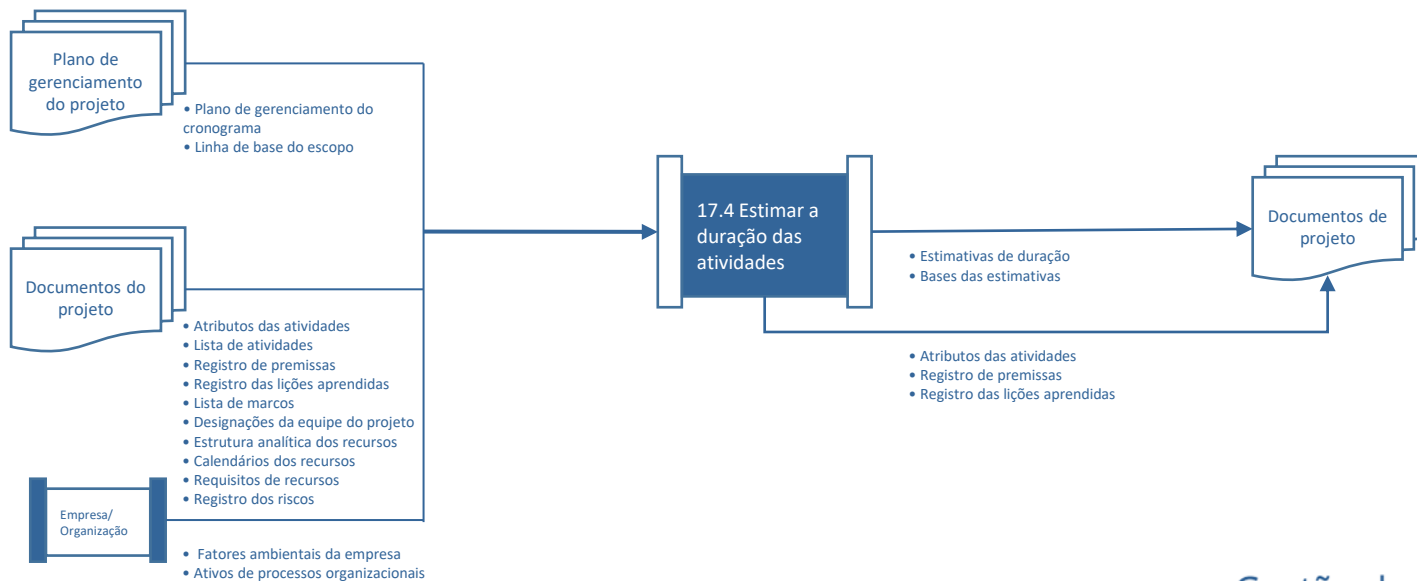 Plano de
gerenciamento
do projeto
• Plano de gerenciamento do
cronograma
• Linha de base do escopo
Documentos do
projeto
• Atributos das atividades
• Lista de atividades
• Registro de premissas
• Registro das lições aprendidas
• Lista de marcos
• Designações da equipe do projeto
• Estrutura analítica dos recursos
• Calendários dos recursos
• Requisitos de recursos
• Registro dos riscos
Empresa/
Organização
• Fatores ambientais da empresa
• Ativos de processos organizacionais
17.4 Estimar a
duração das
atividades
• Estimativas de duração
• Bases das estimativas
• Atributos das atividades
• Registro de premissas
• Registro das lições aprendidas
Documentos de
projeto